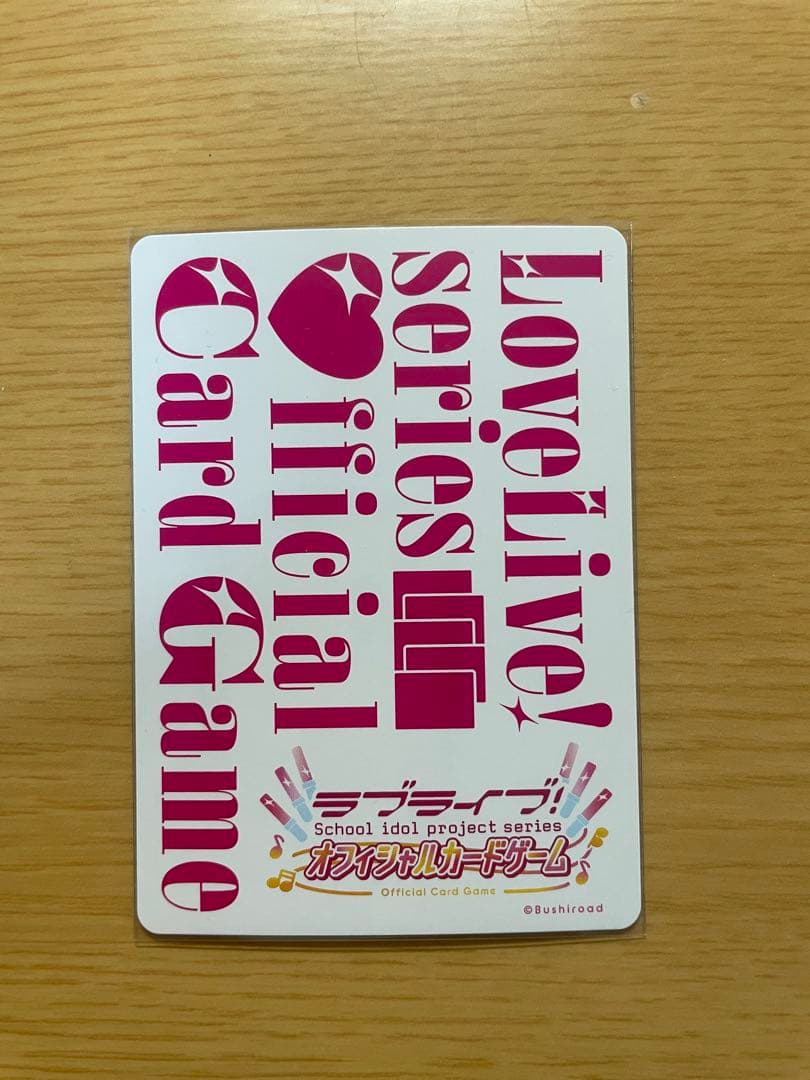 LoveLive!
series
Official
Card Game
ラブライブ!
School idol project series
オフィシャルカードゲーム
Official Card Game
©Bushiroad